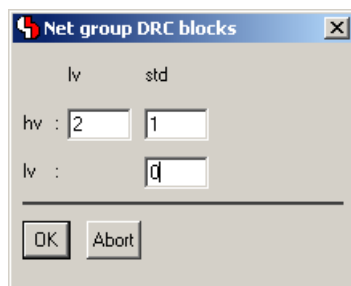 Net group DRC blocks
lv std
hv : 2 1
lv : 0
OK Abort